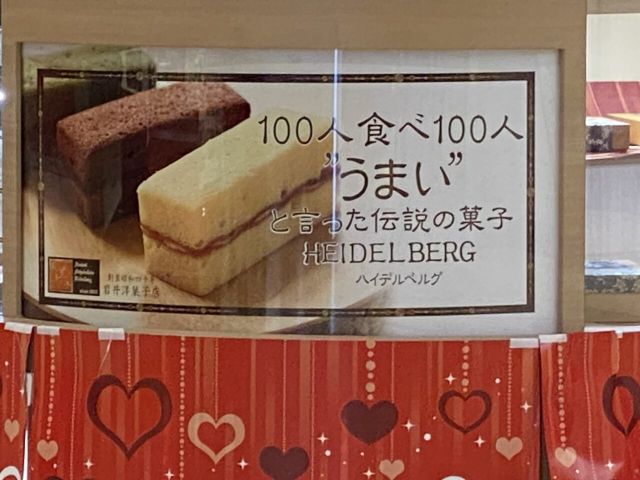 100人食べ100人
"うまい"
と言った伝説の菓子
HEIDELBERG
ハイデルベルグ
岩井洋菓子店